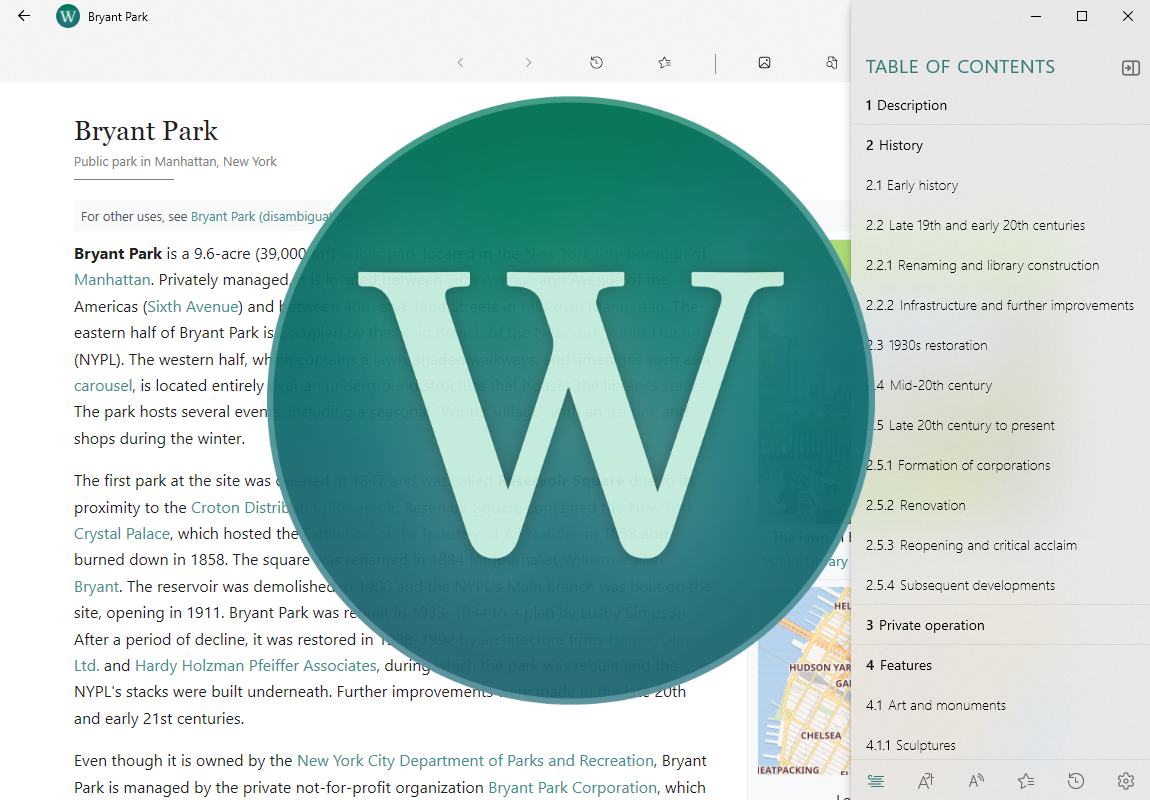 Bryant Park
TABLE OF CONTENTS
1 Description
2 History
2.1 Early history
2.2 Late 19th and early 20th centuries
2.2.1 Renaming and library construction
2.2.2 Infrastructure and further improvements
2.3 1930s restoration
2.4 Mid-20th century
2.5 Late 20th century to present
2.5.1 Formation of corporations
2.5.2 Renovation
2.5.3 Reopening and critical acclaim
2.5.4 Subsequent developments
3 Private operation
4 Features
4.1 Art and monuments
4.1.1 Sculptures
Bryant Park
Public park in Manhattan, New York
For other uses, see Bryant Park (disambiguat
Bryant Park is a 9.6-acre (39,000 m²) public park located in the New York City borough of
Manhattan. Privately managed, it is located between and Avenue of the
Americas (Sixth Avenue) and between 40th and 42nd Streets in Midtown Manhattan. The
eastern half of Bryant Park is occupied by the Main Branch of the New York Public Library
(NYPL). The western half, which contains a lawn, shaded walkways, and amenities such as a
carousel, is located entirely over an underground structure that houses the library's stacks.
The park hosts several events, including a seasonal "Winter Village" with an ice rink and
shops during the winter.
The first park at the site was opened in 1847 and was called Reservoir Square due to its
proximity to the Croton Distributing Reservoir. Reservoir Square contained the New York
Crystal Palace, which hosted the Exhibition of the Industry of All Nations in 1853 and
burned down in 1858. The square was renamed in 1884 for journalist William Cullen
Bryant. The reservoir was demolished in 1900 and the NYPL's Main Branch was built on the
site, opening in 1911. Bryant Park was rebuilt in 1933–1934 to a plan by Lusby Simpson.
After a period of decline, it was restored in 1988–1992 by architecture firms Hanna/Olin
Ltd. and Hardy Holzman Pfeiffer Associates, during which the park was rebuilt and the
NYPL's stacks were built underneath. Further improvements were made in the late 20th
and early 21st centuries.
Even though it is owned by the New York City Department of Parks and Recreation, Bryant
Park is managed by the private not-for-profit organization Bryant Park Corporation, which
W
W
The lawn
Public Library
HEL
HUDSON YAR
GA
CHELSEA
MEATPACKING